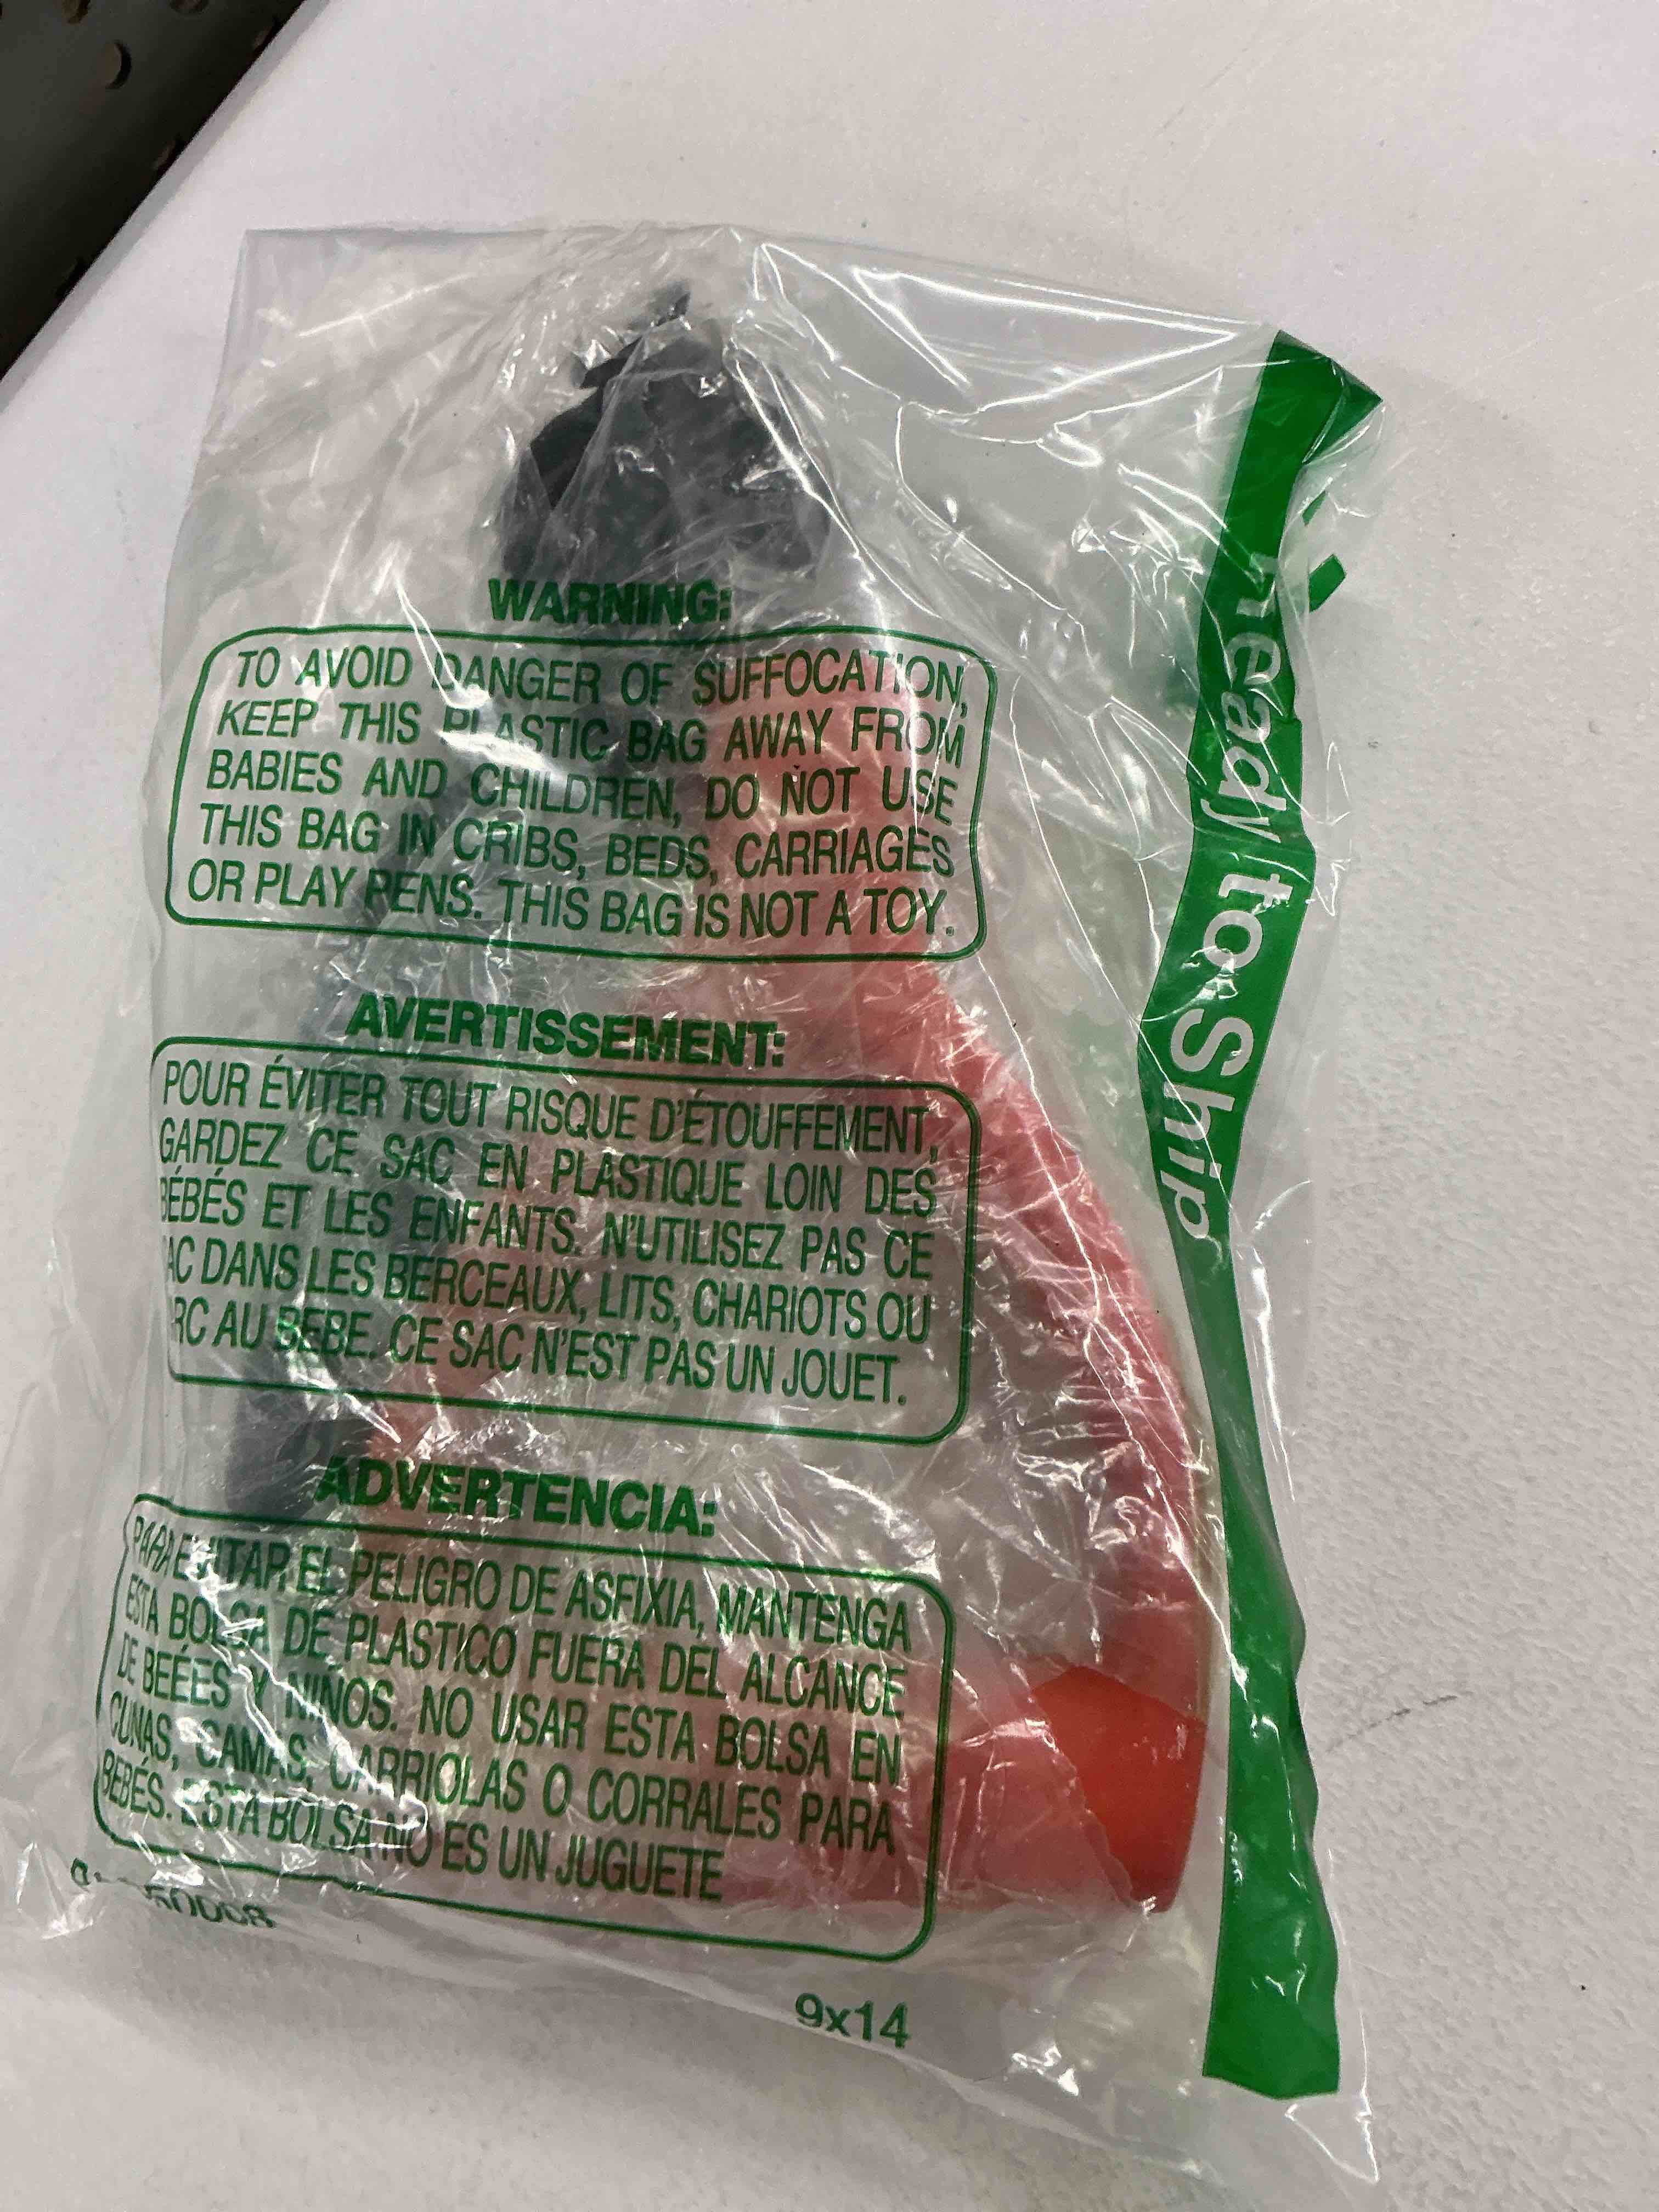 WARNING:
TO AVOID DANGER OF SUFFOCATION,
KEEP THIS PLASTIC BAG AWAY FROM
BABIES AND CHILDREN, DO NOT USE
THIS BAG IN CRIBS, BEDS, CARRIAGES
OR PLAY PENS. THIS BAG IS NOT A TOY.
AVERTISSEMENT:
POUR ÉVITER TOUT RISQUE D'ÉTOUFFEMENT,
GARDEZ CE SAC EN PLASTIQUE LOIN DES
BÉBÉS ET LES ENFANTS. N'UTILISEZ PAS CE
AC DANS LES BERCEAUX, LITS, CHARIOTS OU
RC AU BEBE. CE SAC N'EST PAS UN JOUET.
ADVERTENCIA:
PARA EVITAR EL PELIGRO DE ASFIXIA, MANTENGA
ESTA BOLSA DE PLASTICO FUERA DEL ALCANCE
DE BEÉES Y NIÑOS. NO USAR ESTA BOLSA EN
CUNAS, CAMAS, CARRIOLAS O CORRALES PARA
BEBÉS. ESTA BOLSA NO ES UN JUGUETE
9x14
ready to Ship